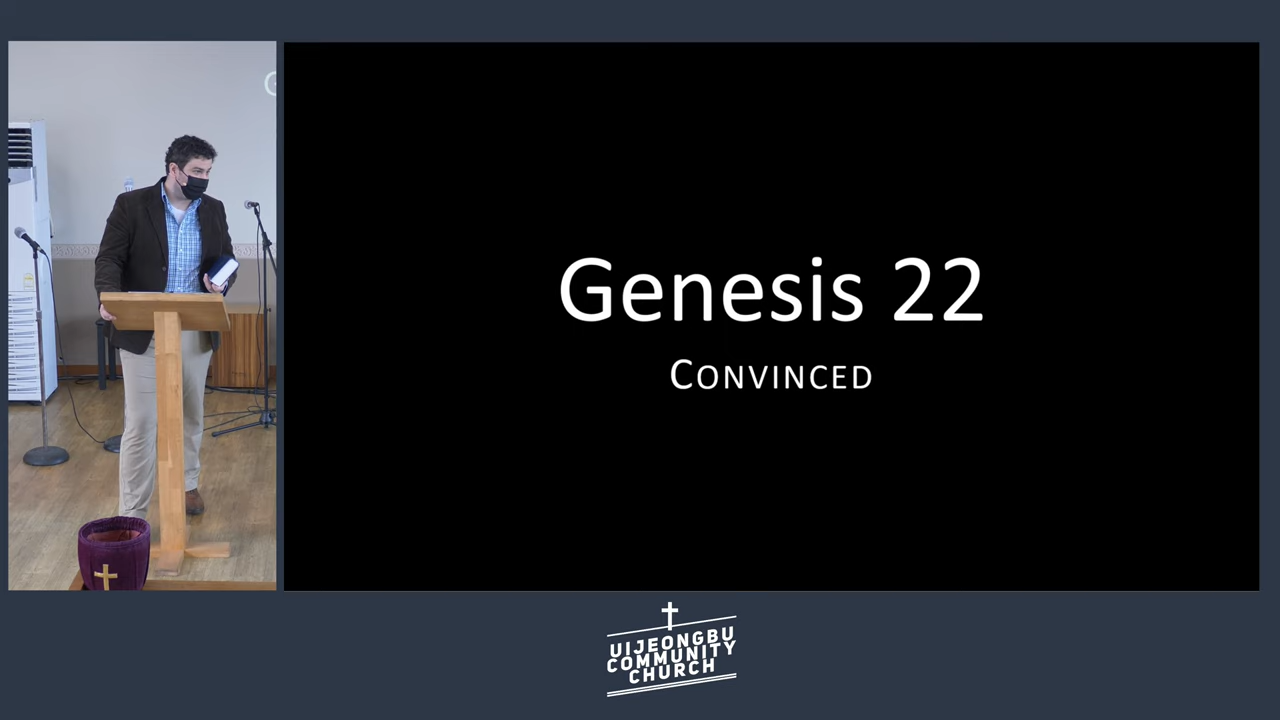 Genesis 22
CONVINCED
UIJEONGBU
COMMUNITY
CHURCH